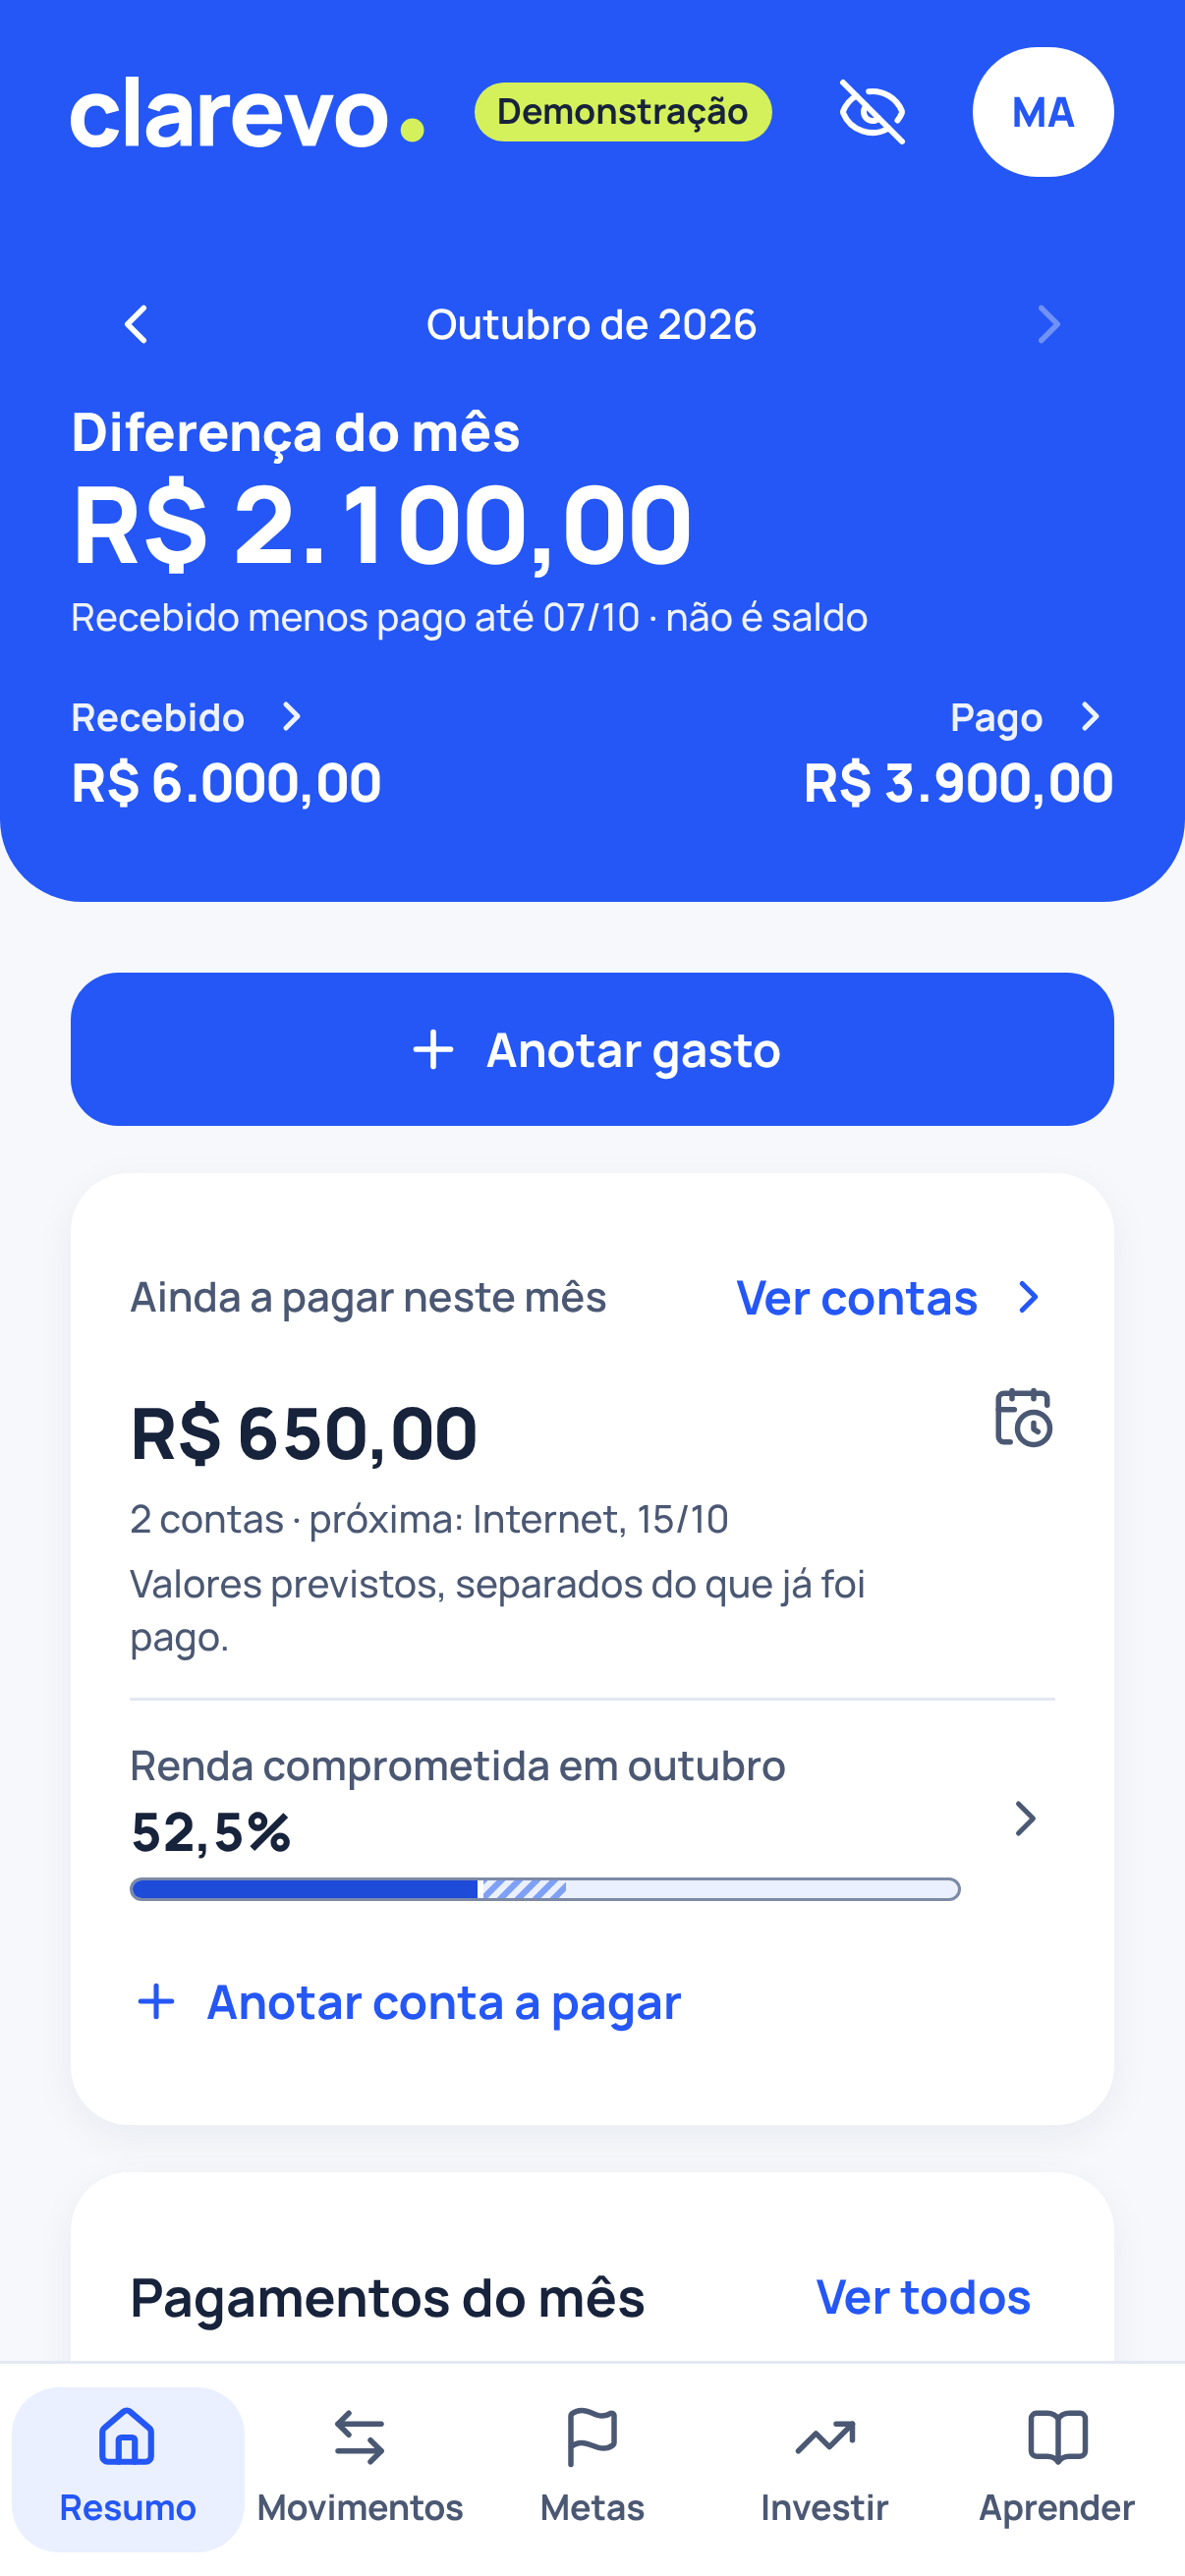 clarevo.
Demonstração
MA
Outubro de 2026
Diferença do mês
R$ 2.100,00
Recebido menos pago até 07/10 · não é saldo
Recebido
R$ 6.000,00
Pago
R$ 3.900,00
Anotar gasto
Ainda a pagar neste mês
Ver contas
R$ 650,00
2 contas · próxima: Internet, 15/10
Valores previstos, separados do que já foi
pago.
Renda comprometida em outubro
52,5%
Anotar conta a pagar
Pagamentos do mês
Ver todos
Resumo
Movimentos
Metas
Investir
Aprender